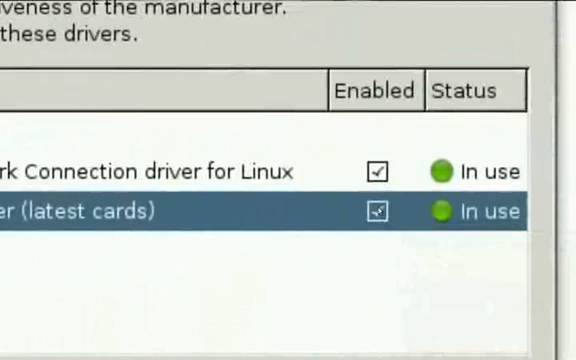 iveness of the manufacturer.
these drivers.
Enabled Status
rk Connection driver for Linux In use
er (latest cards) In use